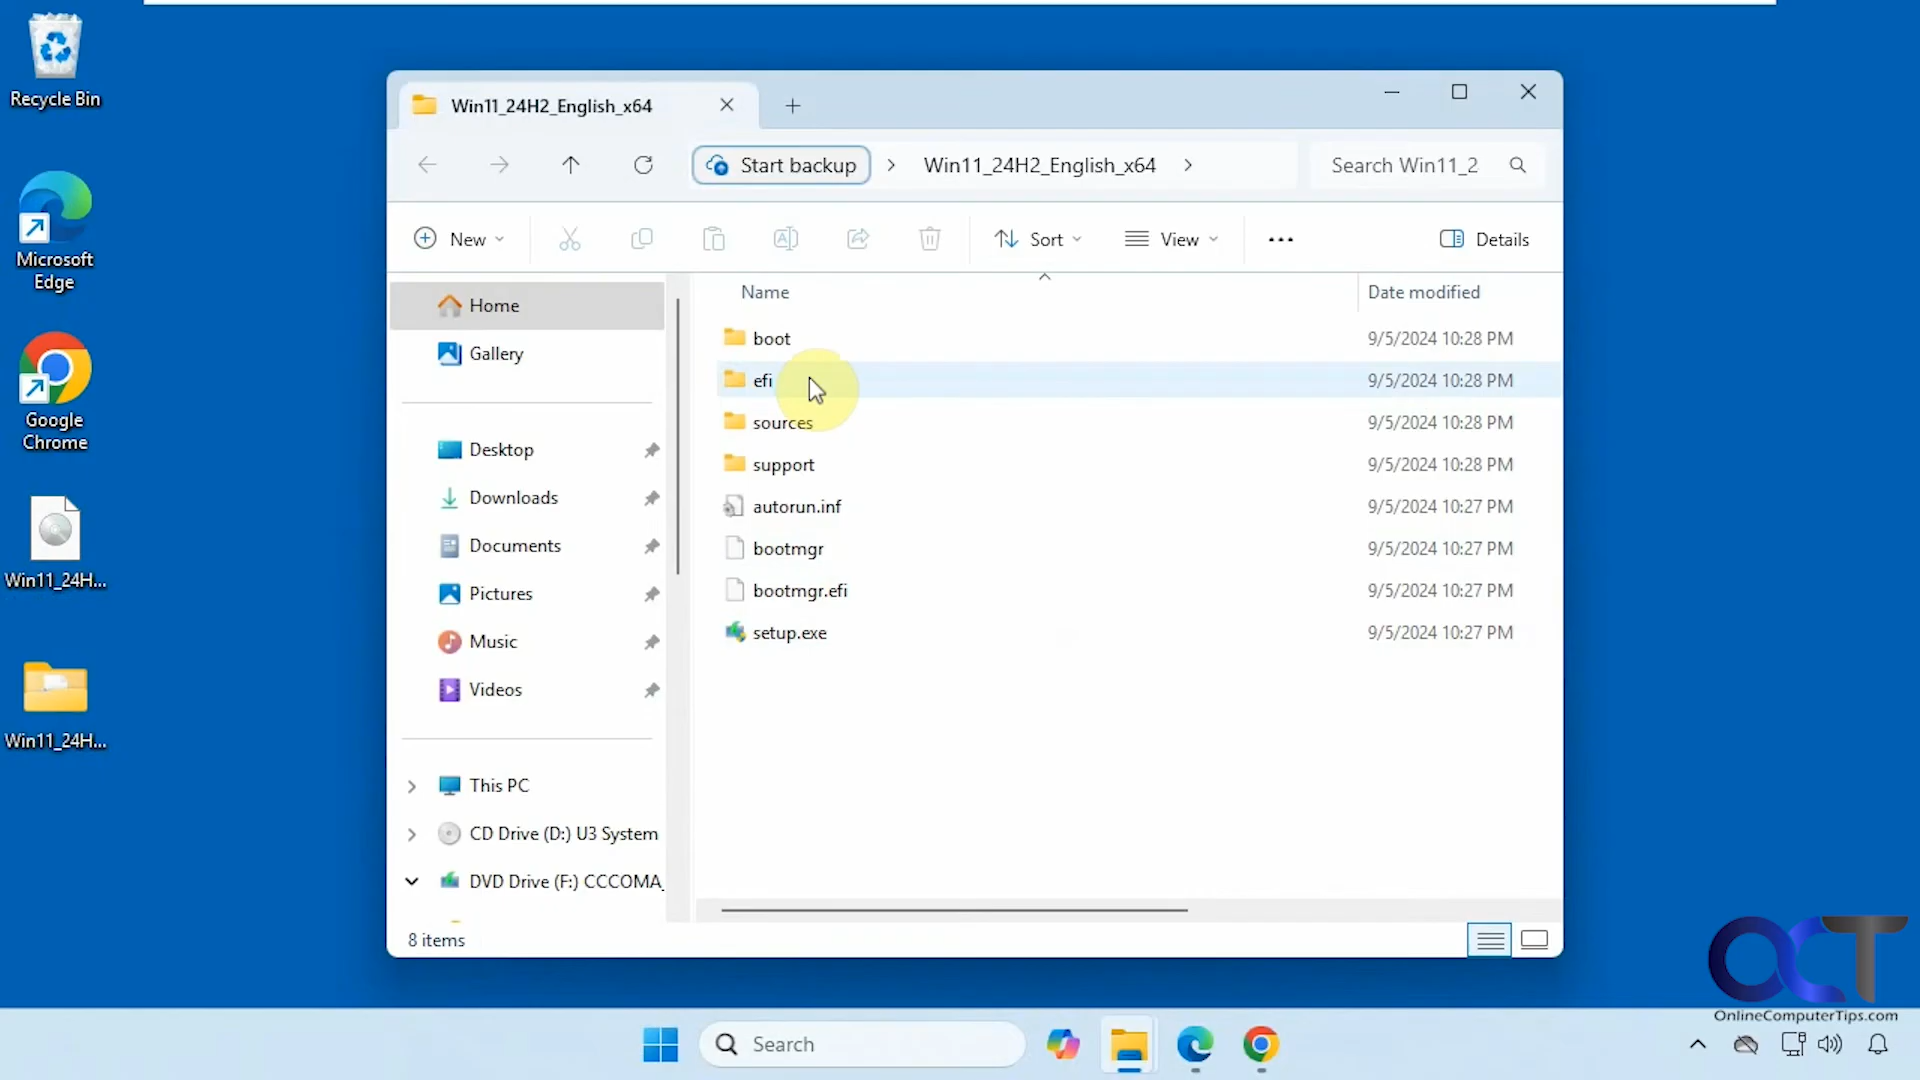 Recycle Bin
Microsoft
Edge
Google
Chrome
Win11_24H...
Win11_24H...
Win11_24H2_English_x64
Start backup
Win11_24H2_English_x64
Search Win11_2
New
Sort
View
Details
Home
Gallery
Desktop
Downloads
Documents
Pictures
Music
Videos
This PC
CD Drive (D:) U3 System
DVD Drive (F:) CCCOMA_
Name
Date modified
boot 9/5/2024 10:28 PM
efi 9/5/2024 10:28 PM
sources 9/5/2024 10:28 PM
support 9/5/2024 10:28 PM
autorun.inf 9/5/2024 10:27 PM
bootmgr 9/5/2024 10:27 PM
bootmgr.efi 9/5/2024 10:27 PM
setup.exe 9/5/2024 10:27 PM
8 items
OCT
OnlineComputerTips.com
Search